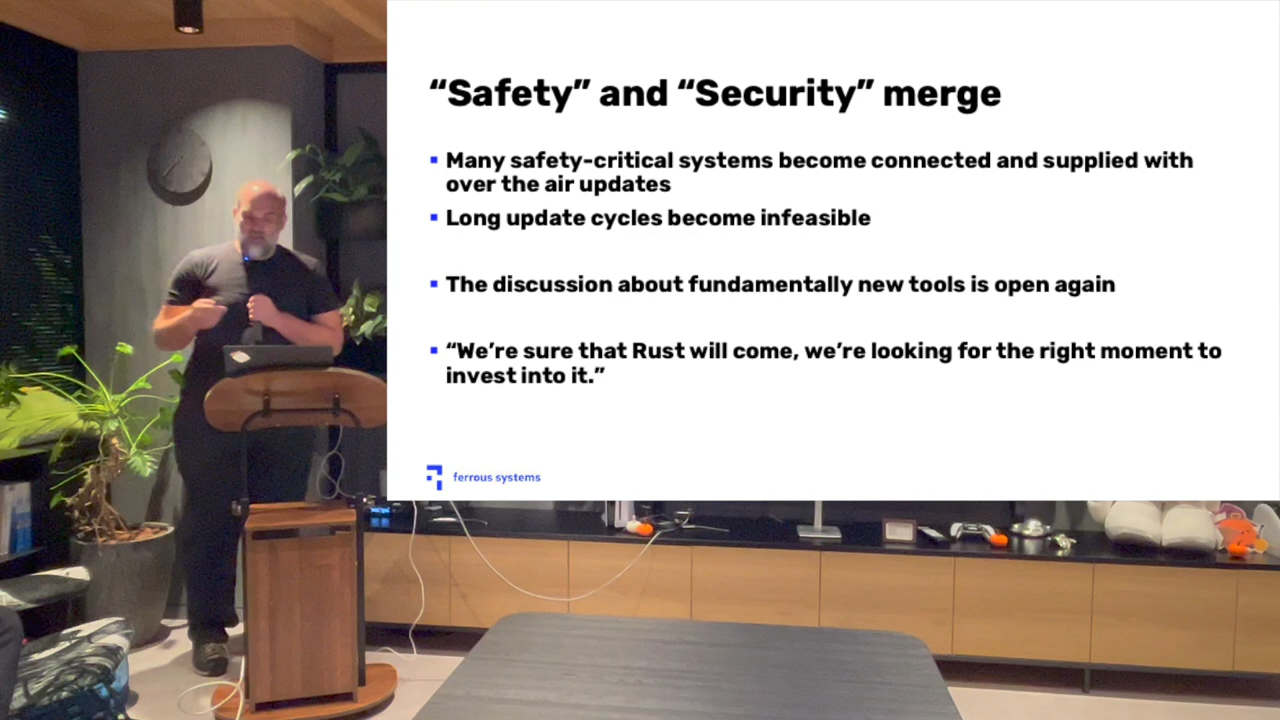 “Safety” and “Security” merge
Many safety-critical systems become connected and supplied with
over the air updates
Long update cycles become infeasible
The discussion about fundamentally new tools is open again
“We’re sure that Rust will come, we’re looking for the right moment to
invest into it.”
ferrous systems